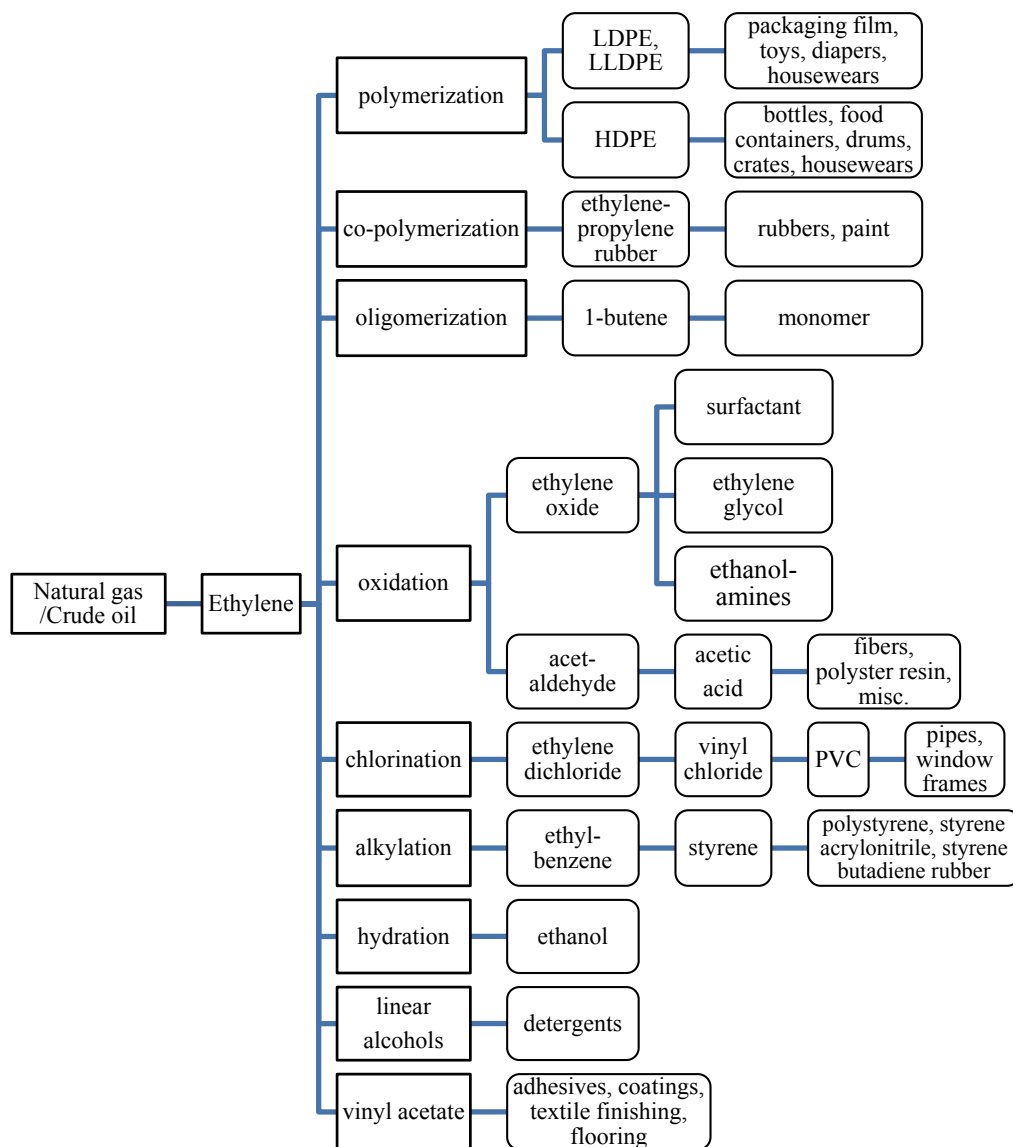 LDPE,
LLDPE
packaging film,
toys, diapers,
housewears
polymerization
HDPE
bottles, food
containers, drums,
crates, housewears
co-polymerization
ethylene-
propylene
rubber
rubbers, paint
oligomerization
1-butene
monomer
surfactant
ethylene
oxide
ethylene
glycol
Natural gas
/Crude oil
Ethylene
oxidation
ethanol-
amines
acet-
aldehyde
acetic
acid
fibers,
polyster resin,
misc.
chlorination
ethylene
dichloride
vinyl
chloride
PVC
pipes,
window
frames
alkylation
ethyl-
benzene
styrene
polystyrene, styrene
acrylonitrile, styrene
butadiene rubber
hydration
ethanol
linear
alcohols
detergents
vinyl acetate
adhesives, coatings,
textile finishing,
flooring